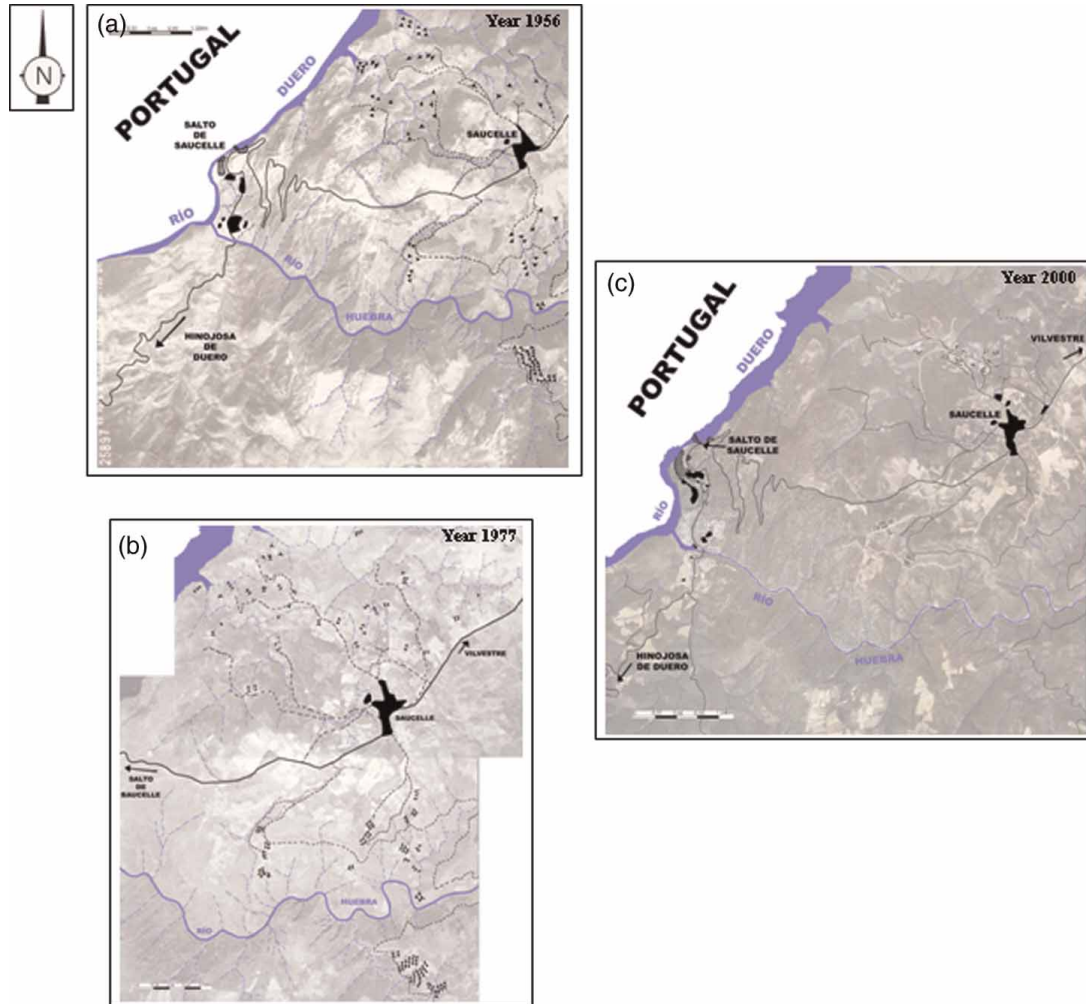 N
(a)
Year 1956
PORTUGAL
DUERO
SALTO
DE
SAUCELLE
SAUCELLE
RÍO
RÍO
HUEBRA
HINOJOSA
DE
DUERO
(b)
Year 1977
VILVESTRE
SAUCELLE
SALTO
DE
SAUCELLE
RÍO
HUEBRA
(c)
Year 2000
PORTUGAL
DUERO
VILVESTRE
SAUCELLE
SALTO DE
SAUCELLE
RÍO
RÍO
HUEBRA
HINOJOSA
DE DUERO